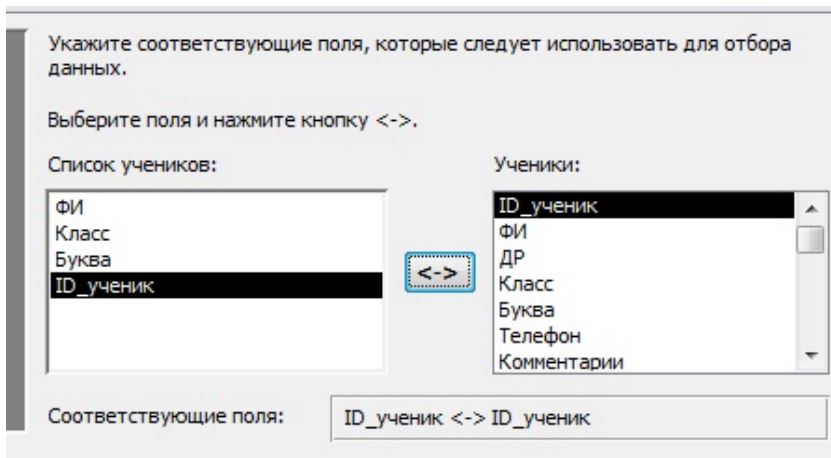 Укажите соответствующие поля, которые следует использовать для отбора
данных.
Выберите поля и нажмите кнопку <->.
Список учеников:
ФИ
Класс
Буква
ID_ученик
<->
Ученики:
ID_ученик
ФИ
ДР
Класс
Буква
Телефон
Комментарии
Соответствующие поля:
ID_ученик <-> ID_ученик